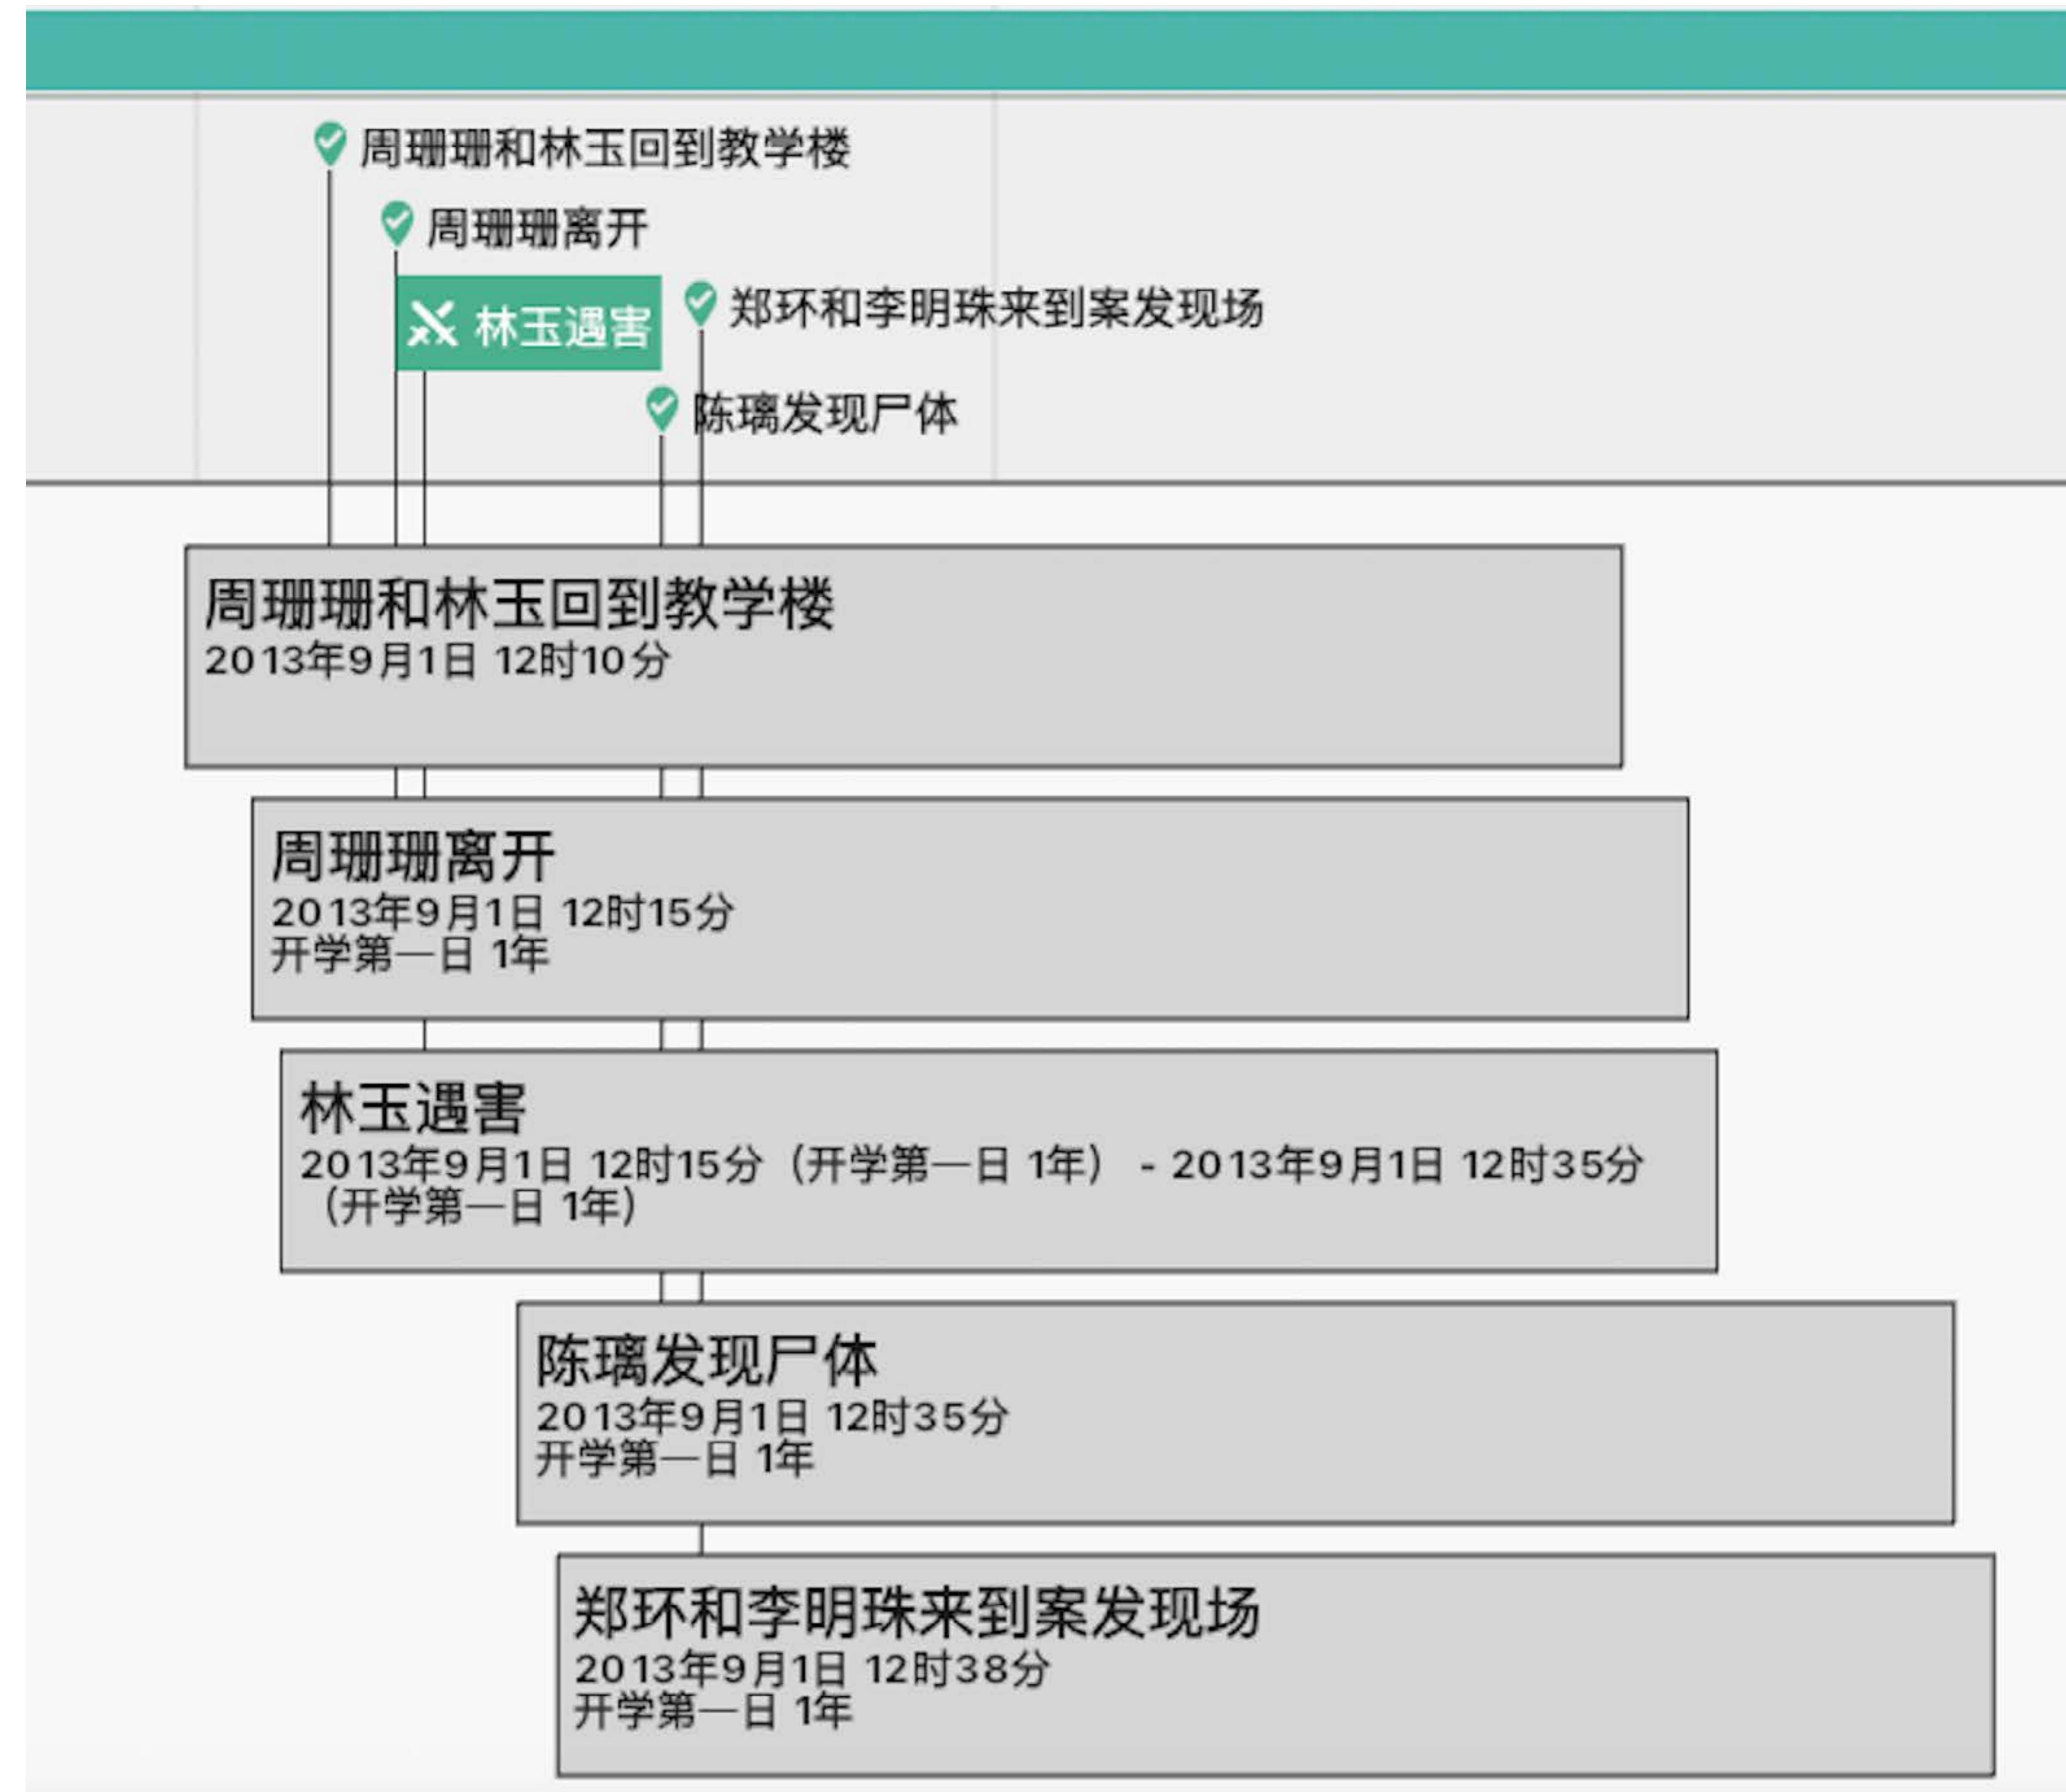 周珊珊和林玉回到教学楼
周珊珊离开
林玉遇害
郑环和李明珠来到案发现场
陈璃发现尸体
周珊珊和林玉回到教学楼
2013年9月1日 12时10分
周珊珊离开
2013年9月1日 12时15分
开学第一日 1年
林玉遇害
2013年9月1日 12时15分（开学第一日 1年） - 2013年9月1日 12时35分
（开学第一日 1年）
陈璃发现尸体
2013年9月1日 12时35分
开学第一日 1年
郑环和李明珠来到案发现场
2013年9月1日 12时38分
开学第一日 1年